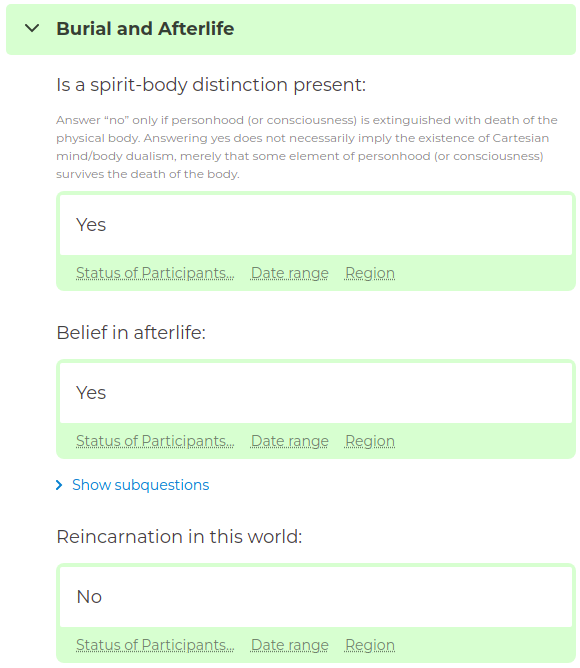 Burial and Afterlife
Is a spirit-body distinction present:
Answer “no” only if personhood (or consciousness) is extinguished with death of the
physical body. Answering yes does not necessarily imply the existence of Cartesian
mind/body dualism, merely that some element of personhood (or consciousness)
survives the death of the body.
Yes
Status of Participants... Date range Region
Belief in afterlife:
Yes
Status of Participants... Date range Region
Show subquestions
Reincarnation in this world:
No
Status of Participants... Date range Region